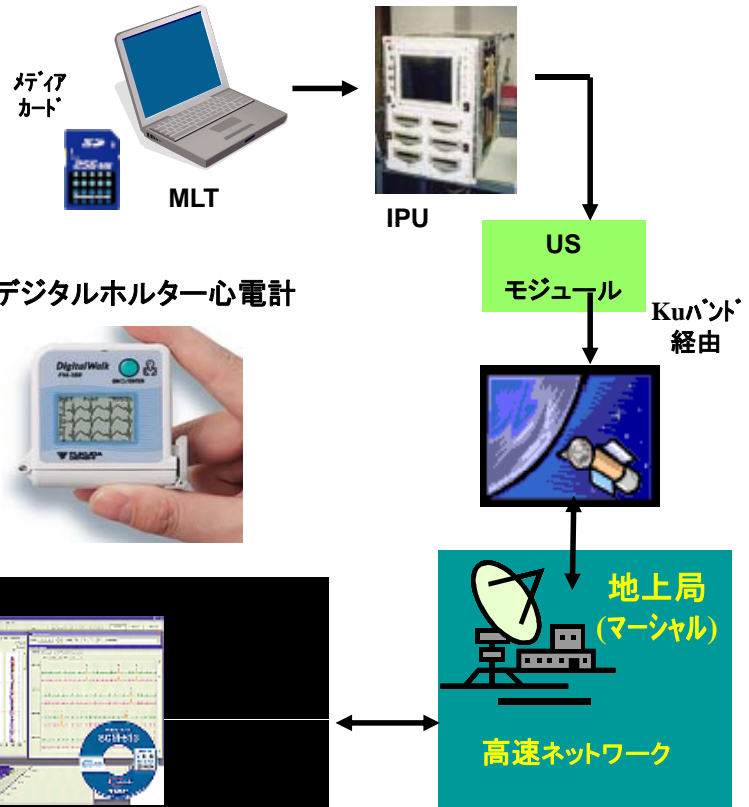 メディア
カード
MLT
IPU
US
モジュール
Kuバンド
経由
デジタルホルター心電計
DigitalWalk
FUKUDA
DENSHI
地上局
(マーシャル)
高速ネットワーク